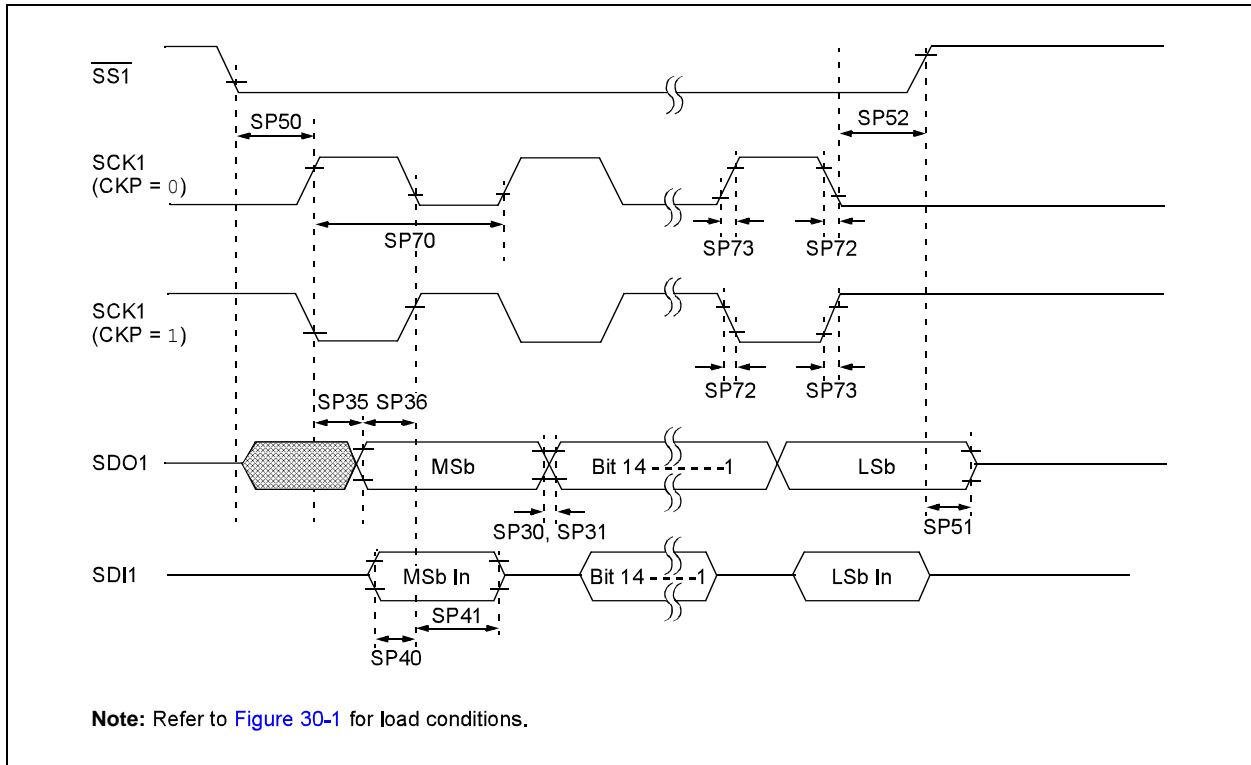 SS1
SP50
SP52
SCK1
(CKP = 0)
SP70
SP73
SP72
SCK1
(CKP = 1)
SP72
SP73
SP35
SP36
SDO1
MSb
Bit 14 - - - - - -1
LSb
SP30, SP31
SP51
SDI1
MSb In
Bit 14 - - - -1
LSb In
SP41
SP40
Note: Refer to Figure 30-1 for load conditions.